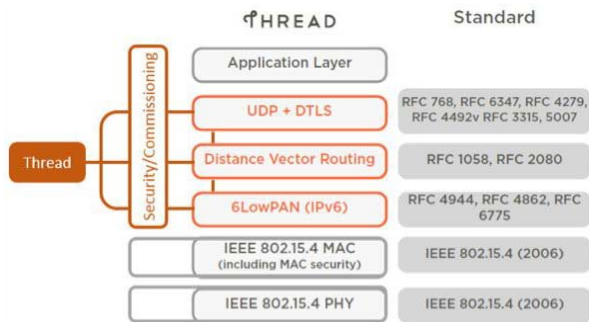 THREAD
Standard
Application Layer
UDP + DTLS
RFC 768, RFC 6347, RFC 4279,
RFC 4492v RFC 3315, 5007
Security/Commissioning
Thread
Distance Vector Routing
RFC 1058, RFC 2080
6LowPAN (IPv6)
RFC 4944, RFC 4862, RFC
6775
IEEE 802.15.4 MAC
(including MAC security)
IEEE 802.15.4 (2006)
IEEE 802.15.4 PHY
IEEE 802.15.4 (2006)